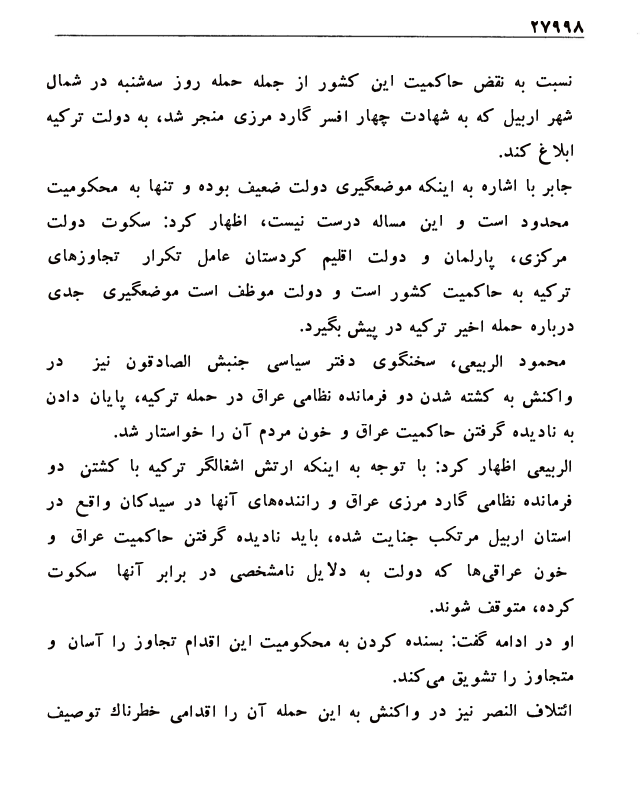 ۲۷۹۹۸
نسبت به نقض حاکمیت این کشور از جمله حمله روز سه‌شنبه در شمال
شهر اربیل که به شهادت چهار افسر گارد مرزی منجر شد، به دولت ترکیه
ابلاغ کند.
جابر با اشاره به اینکه موضعگیری دولت ضعیف بوده و تنها به محکومیت
محدود است و این مساله درست نیست، اظهار کرد: سکوت دولت
مرکزی، پارلمان و دولت اقلیم کردستان عامل تکرار تجاوزهای
ترکیه به حاکمیت کشور است و دولت موظف است موضعگیری جدی
درباره حمله اخیر ترکیه در پیش بگیرد.
محمود الربیعی، سخنگوی دفتر سیاسی جنبش الصادقون نیز در
واکنش به کشته شدن دو فرمانده نظامی عراق در حمله ترکیه، پایان دادن
به نادیده گرفتن حاکمیت عراق و خون مردم آن را خواستار شد.
الربیعی اظهار کرد: با توجه به اینکه ارتش اشغالگر ترکیه با کشتن دو
فرمانده نظامی گارد مرزی عراق و راننده‌های آنها در سیدکان واقع در
استان اربیل مرتکب جنایت شده، باید نادیده گرفتن حاکمیت عراق و
خون عراقی‌ها که دولت به دلایل نامشخصی در برابر آنها سکوت
کرده، متوقف شوند.
او در ادامه گفت: بسنده کردن به محکومیت این اقدام تجاوز را آسان و
متجاوز را تشویق می‌کند.
ائتلاف النصر نیز در واکنش به این حمله آن را اقدامی خطرناك توصیف